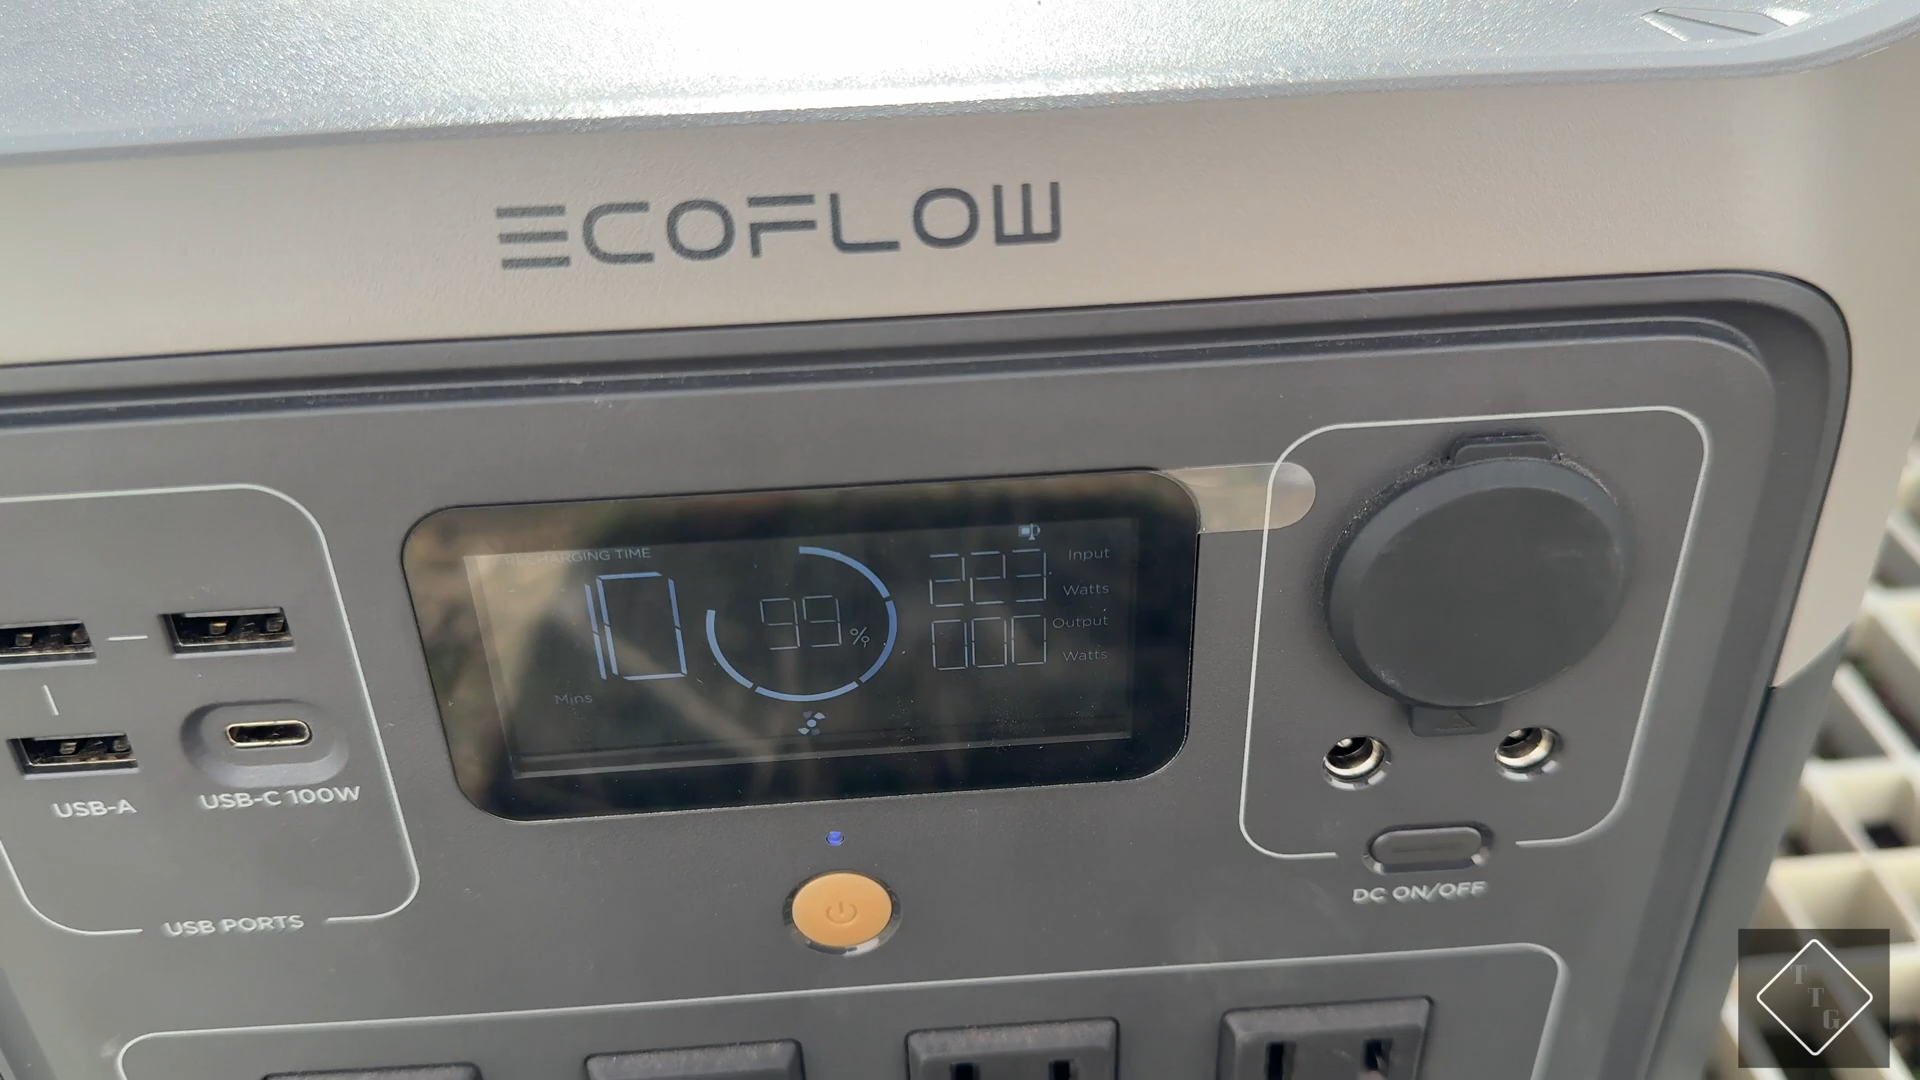 ECOFLOW
RECHARGING TIME
10
Mins
99%
223
Input
Watts
000
Output
Watts
USB-A
USB-C 100W
USB PORTS
DC ON/OFF
TTG